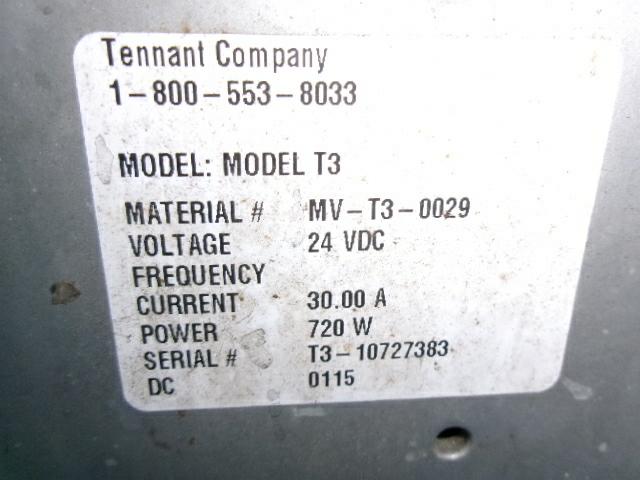 Tennant Company
1-800-553-8033
MODEL: MODEL T3
MATERIAL # MV-T3-0029
VOLTAGE 24 VDC
FREQUENCY
CURRENT 30.00 A
POWER 720 W
SERIAL # T3-10727383
DC 0115